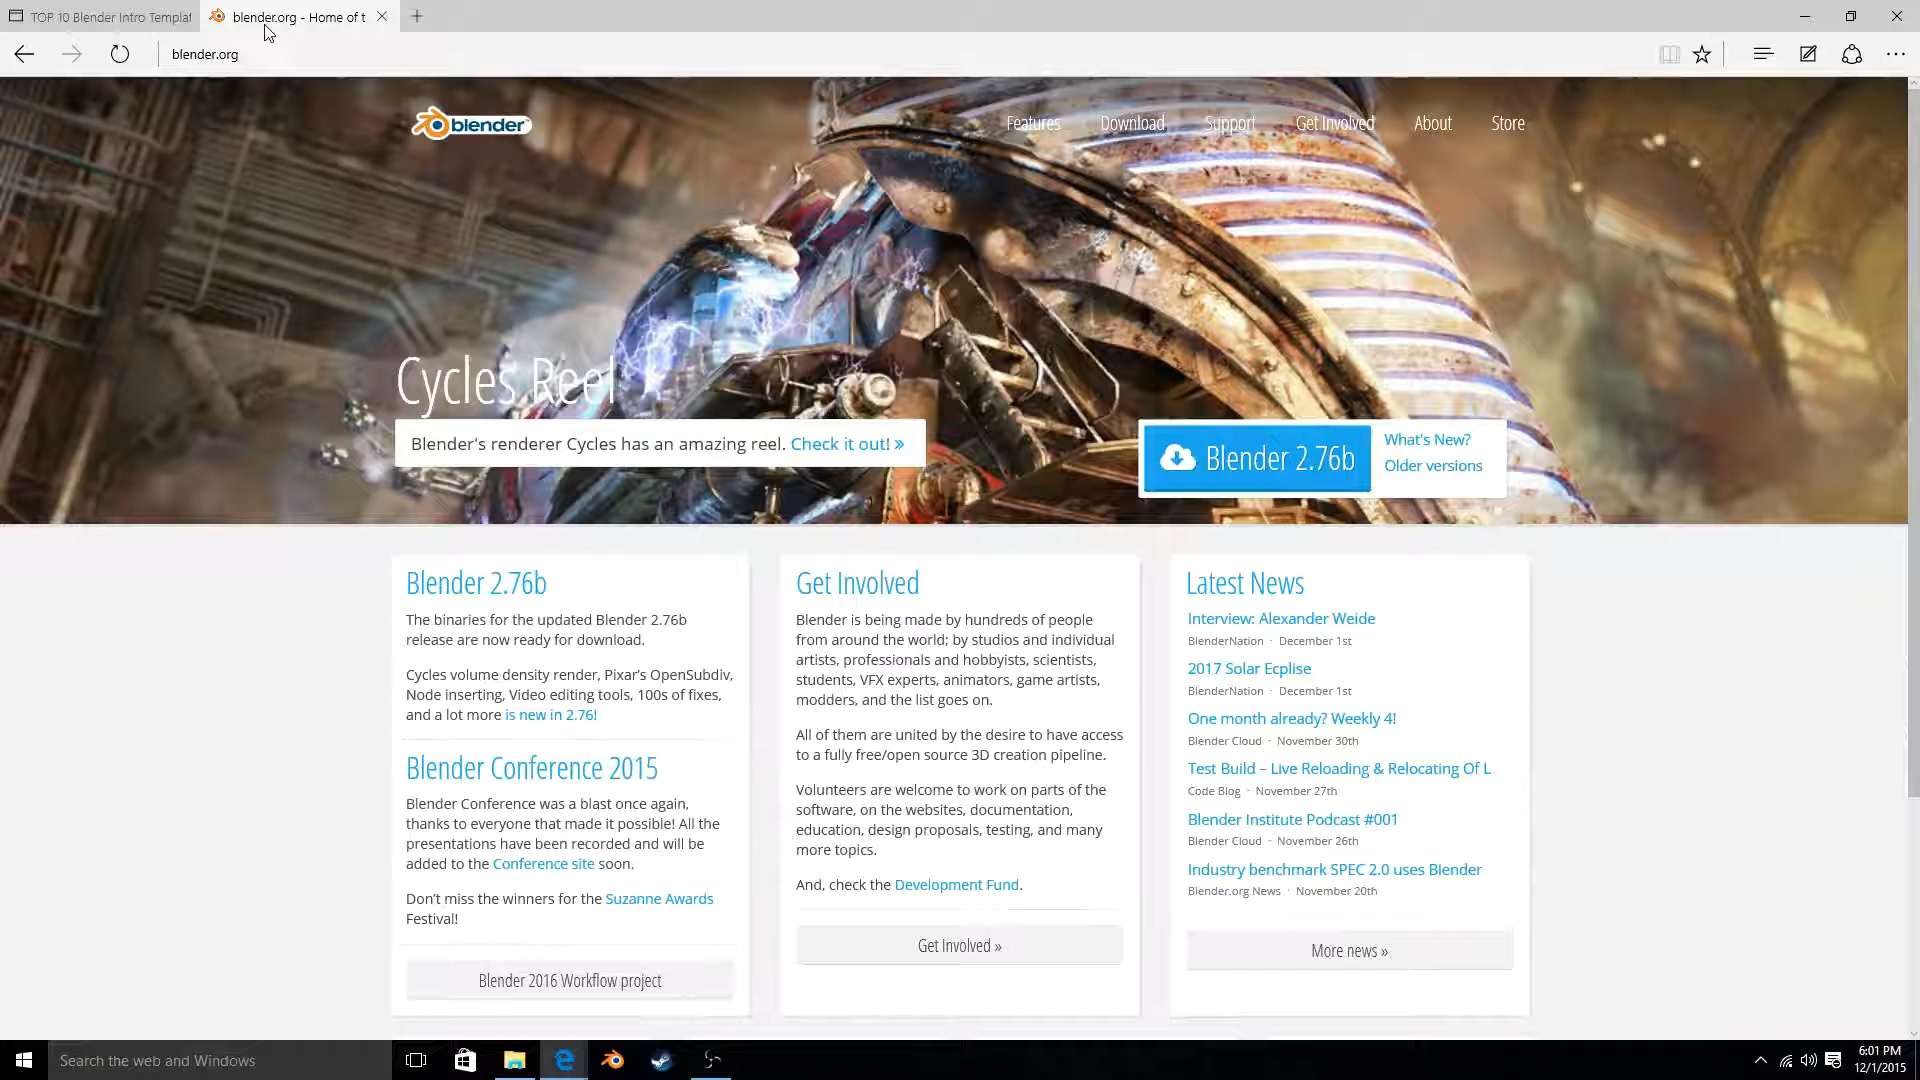 TOP 10 Blender Intro Templat
blender.org - Home of t
blender.org
blender
Features
Download
Support
Get Involved
About
Store
Cycles Reel
Blender's renderer Cycles has an amazing reel. Check it out! »
Blender 2.76b
What's New?
Older versions
Blender 2.76b
The binaries for the updated Blender 2.76b
release are now ready for download.
Cycles volume density render, Pixar's OpenSubdiv,
Node inserting, Video editing tools, 100s of fixes,
and a lot more is new in 2.76!
Blender Conference 2015
Blender Conference was a blast once again,
thanks to everyone that made it possible! All the
presentations have been recorded and will be
added to the Conference site soon.
Don't miss the winners for the Suzanne Awards
Festival!
Blender 2016 Workflow project
Get Involved
Blender is being made by hundreds of people
from around the world; by studios and individual
artists, professionals and hobbyists, scientists,
students, VFX experts, animators, game artists,
modders, and the list goes on.
All of them are united by the desire to have access
to a fully free/open source 3D creation pipeline.
Volunteers are welcome to work on parts of the
software, on the websites, documentation,
education, design proposals, testing, and many
more topics.
And, check the Development Fund.
Get Involved »
Latest News
Interview: Alexander Weide
BlenderNation · December 1st
2017 Solar Ecplise
BlenderNation · December 1st
One month already? Weekly 4!
Blender Cloud · November 30th
Test Build – Live Reloading & Relocating Of L
Code Blog · November 27th
Blender Institute Podcast #001
Blender Cloud · November 26th
Industry benchmark SPEC 2.0 uses Blender
Blender.org News · November 20th
More news »
Search the web and Windows
6:01 PM
12/1/2015